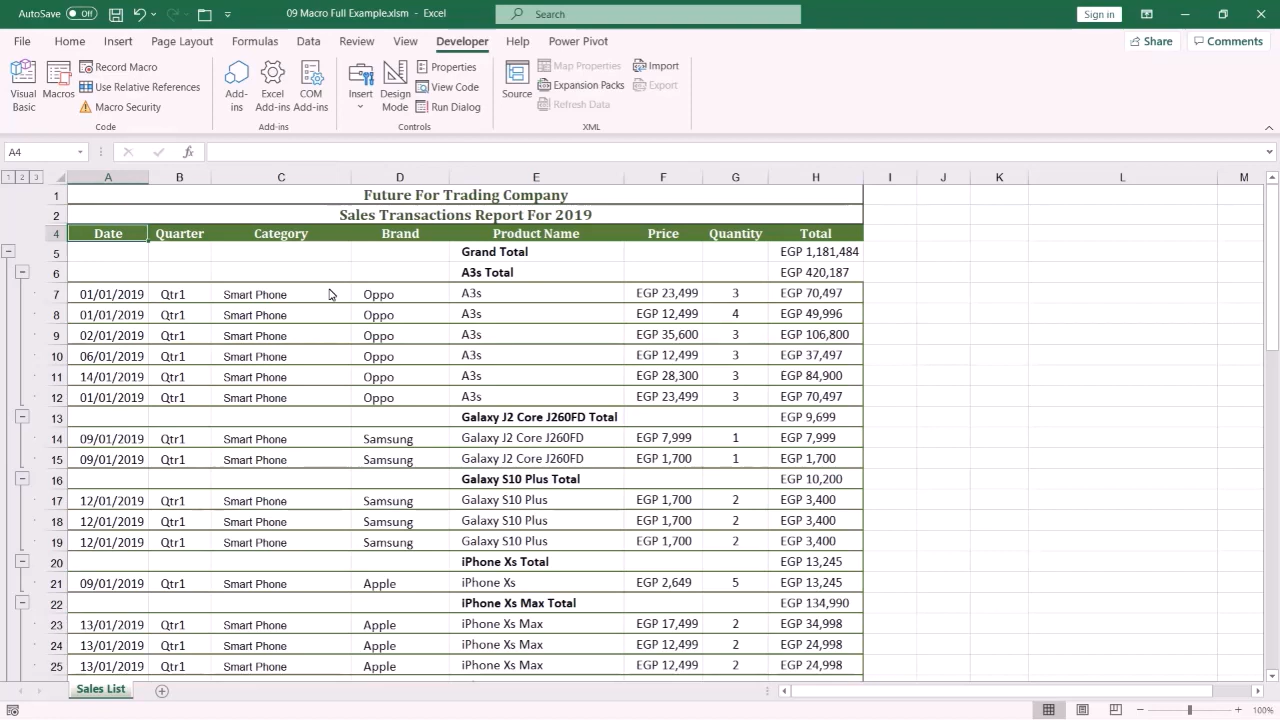 AutoSave Off 09 Macro Full Example.xlsm - Excel Search Sign in
File Home Insert Page Layout Formulas Data Review View Developer Help Power Pivot Share Comments
Visual Basic
Macros
Record Macro
Use Relative References
Macro Security
Code
Add-ins
Excel Add-ins
COM Add-ins
Add-ins
Insert
Design Mode
Properties
View Code
Run Dialog
Controls
Source
Map Properties
Expansion Packs
Refresh Data
Import
Export
XML
A4 fx
1 2 3 A B C D E F G H I J K L M
1 Future For Trading Company
2 Sales Transactions Report For 2019
4 Date Quarter Category Brand Product Name Price Quantity Total
5 Grand Total EGP 1,181,484
6 A3s Total EGP 420,187
7 01/01/2019 Qtr1 Smart Phone Oppo A3s EGP 23,499 3 EGP 70,497
8 01/01/2019 Qtr1 Smart Phone Oppo A3s EGP 12,499 4 EGP 49,996
9 02/01/2019 Qtr1 Smart Phone Oppo A3s EGP 35,600 3 EGP 106,800
10 06/01/2019 Qtr1 Smart Phone Oppo A3s EGP 12,499 3 EGP 37,497
11 14/01/2019 Qtr1 Smart Phone Oppo A3s EGP 28,300 3 EGP 84,900
12 01/01/2019 Qtr1 Smart Phone Oppo A3s EGP 23,499 3 EGP 70,497
13 Galaxy J2 Core J260FD Total EGP 9,699
14 09/01/2019 Qtr1 Smart Phone Samsung Galaxy J2 Core J260FD EGP 7,999 1 EGP 7,999
15 09/01/2019 Qtr1 Smart Phone Samsung Galaxy J2 Core J260FD EGP 1,700 1 EGP 1,700
16 Galaxy S10 Plus Total EGP 10,200
17 12/01/2019 Qtr1 Smart Phone Samsung Galaxy S10 Plus EGP 1,700 2 EGP 3,400
18 12/01/2019 Qtr1 Smart Phone Samsung Galaxy S10 Plus EGP 1,700 2 EGP 3,400
19 12/01/2019 Qtr1 Smart Phone Samsung Galaxy S10 Plus EGP 1,700 2 EGP 3,400
20 iPhone Xs Total EGP 13,245
21 09/01/2019 Qtr1 Smart Phone Apple iPhone Xs EGP 2,649 5 EGP 13,245
22 iPhone Xs Max Total EGP 134,990
23 13/01/2019 Qtr1 Smart Phone Apple iPhone Xs Max EGP 17,499 2 EGP 34,998
24 13/01/2019 Qtr1 Smart Phone Apple iPhone Xs Max EGP 12,499 2 EGP 24,998
25 13/01/2019 Qtr1 Smart Phone Apple iPhone Xs Max EGP 12,499 2 EGP 24,998
Sales List
100%